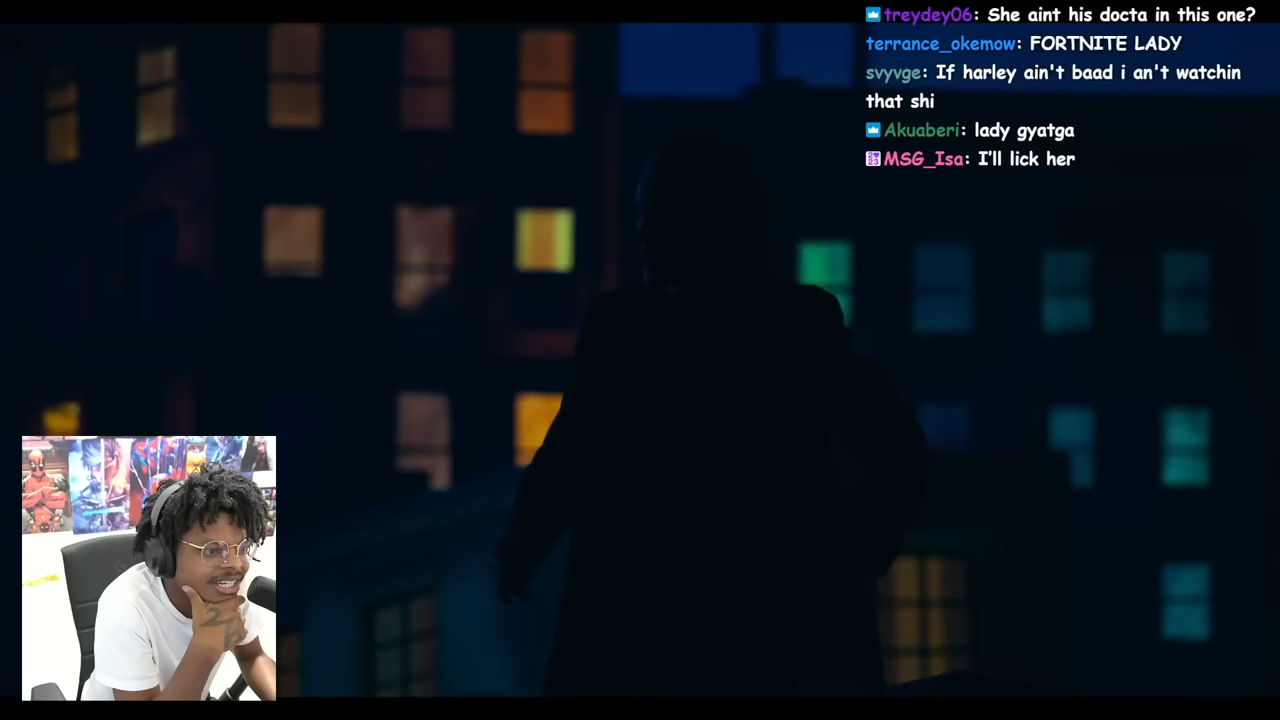 treydey06: She aint his docta in this one?
terrance_okemow: FORTNITE LADY
svyvge: If harley ain't baad i an't watchin
that shi
Akuaberi: lady gyatga
MSG_Isa: I'll lick her